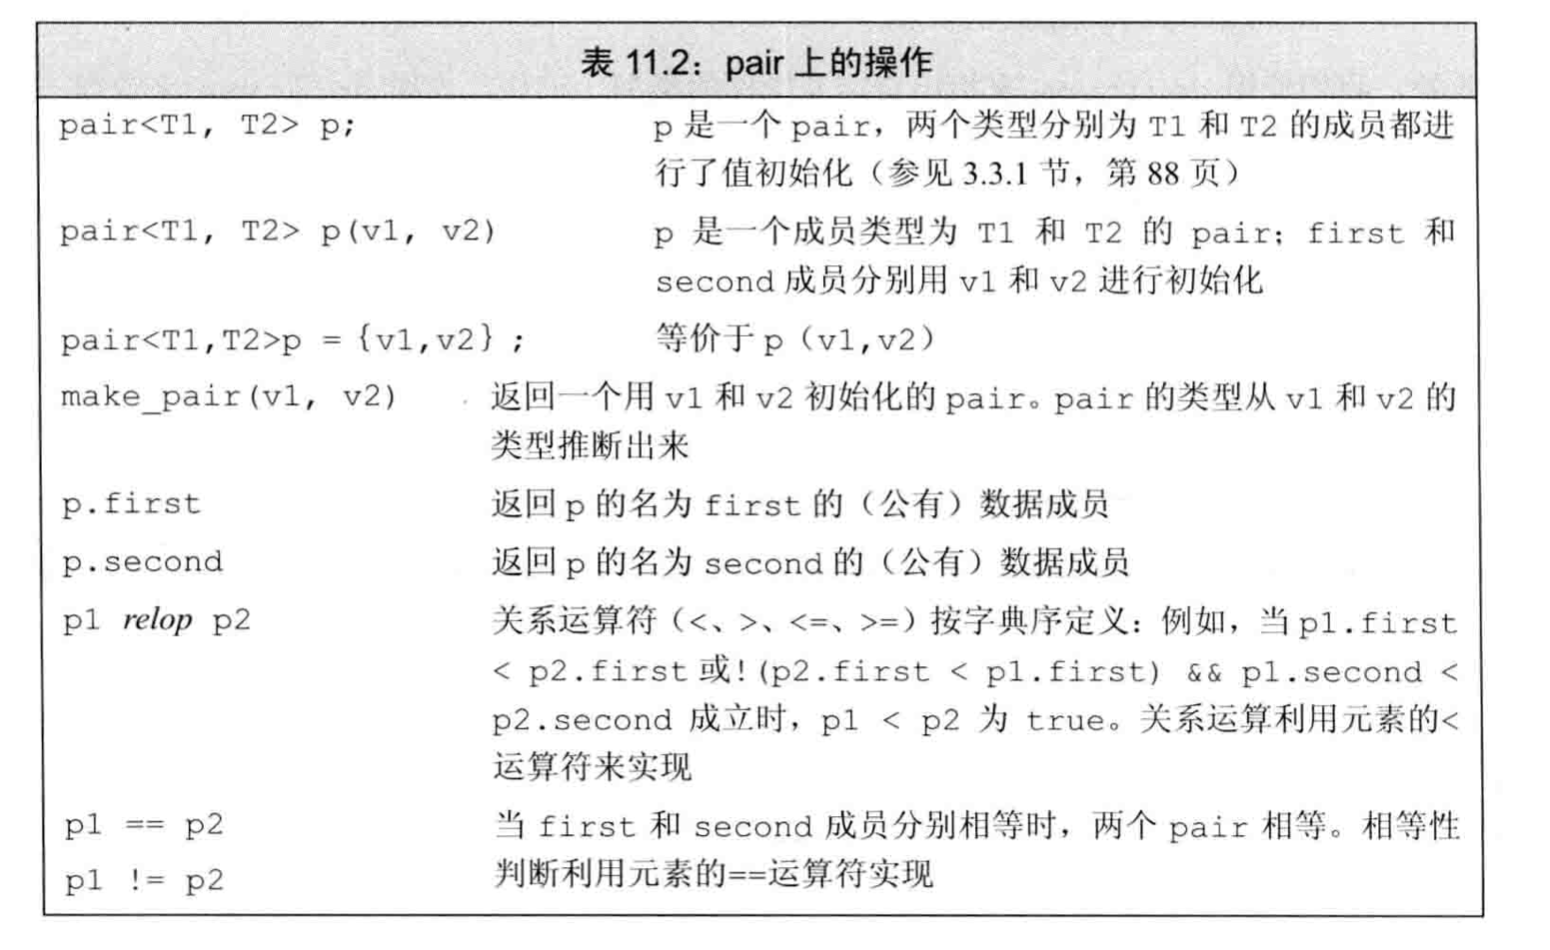 表 11.2：pair 上的操作
pair<T1, T2> p; p 是一个 pair，两个类型分别为 T1 和 T2 的成员都进
行了值初始化（参见 3.3.1 节，第 88 页）
pair<T1, T2> p(v1, v2) p 是一个成员类型为 T1 和 T2 的 pair；first 和
second 成员分别用 v1 和 v2 进行初始化
pair<T1,T2>p = {v1,v2} ; 等价于 p（v1,v2）
make_pair(v1, v2) 返回一个用 v1 和 v2 初始化的 pair。pair 的类型从 v1 和 v2 的
类型推断出来
p.first 返回 p 的名为 first 的（公有）数据成员
p.second 返回 p 的名为 second 的（公有）数据成员
p1 relop p2 关系运算符（<、>、<=、>=）按字典序定义：例如，当 p1.first
< p2.first 或!(p2.first < p1.first) && p1.second <
p2.second 成立时，p1 < p2 为 true。关系运算利用元素的<
运算符来实现
p1 == p2 当 first 和 second 成员分别相等时，两个 pair 相等。相等性
p1 != p2 判断利用元素的==运算符实现